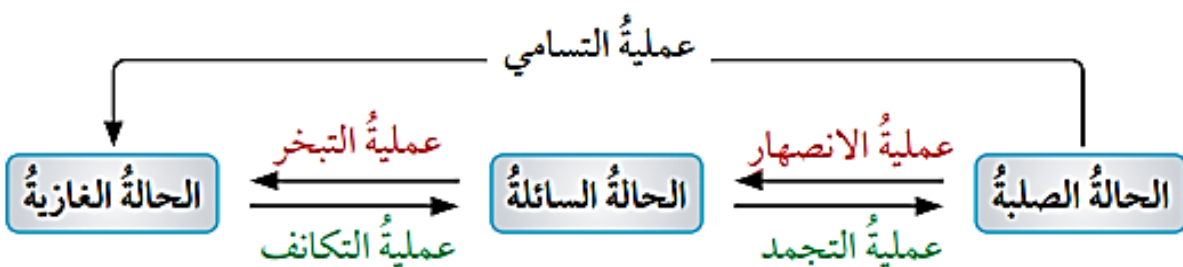 عمليةُ التسامي
عمليةُ الانصهار
عمليةُ التبخر
الحالةُ الصلبةُ
الحالةُ السائلةُ
الحالةُ الغازيةُ
عمليةُ التجمد
عمليةُ التكاثف